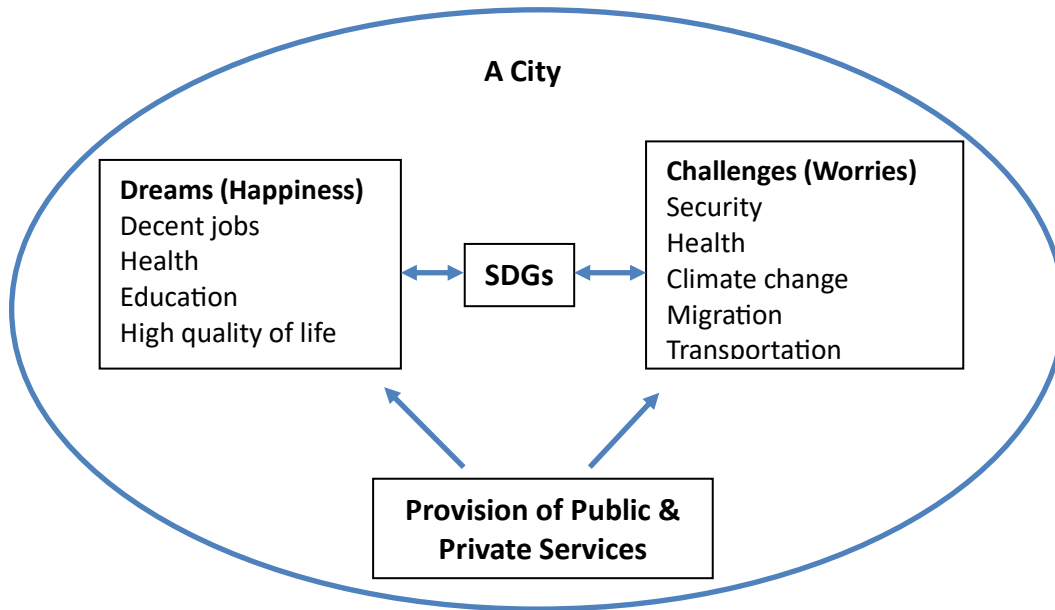 A City
Dreams (Happiness)
Decent jobs
Health
Education
High quality of life
SDGs
Challenges (Worries)
Security
Health
Climate change
Migration
Transportation
Provision of Public &
Private Services